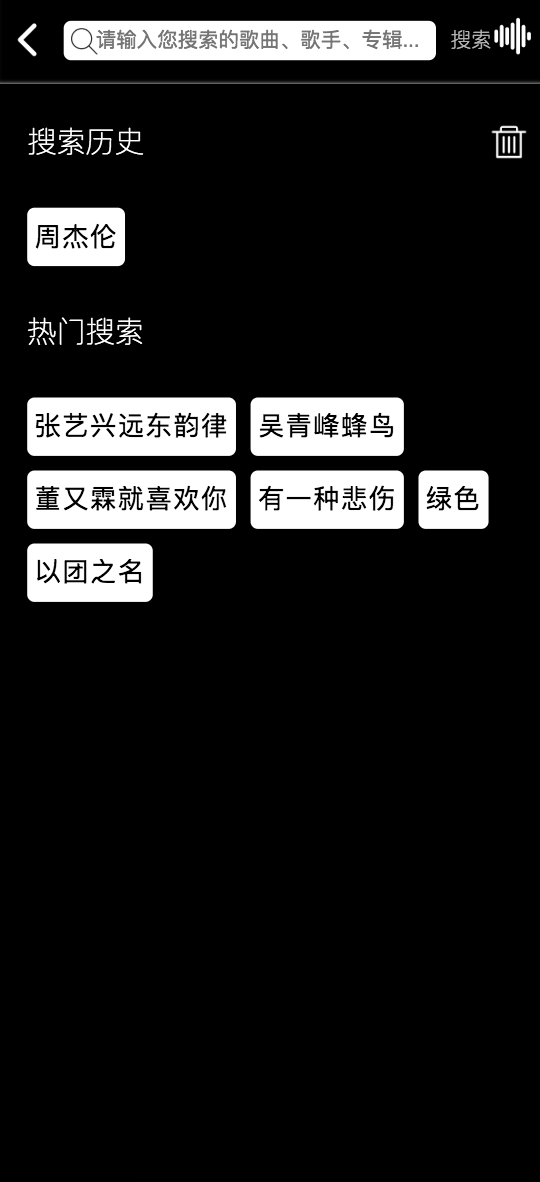 请输入您搜索的歌曲、歌手、专辑... 搜索
搜索历史
周杰伦
热门搜索
张艺兴远东韵律 吴青峰蜂鸟
董又霖就喜欢你 有一种悲伤 绿色
以团之名